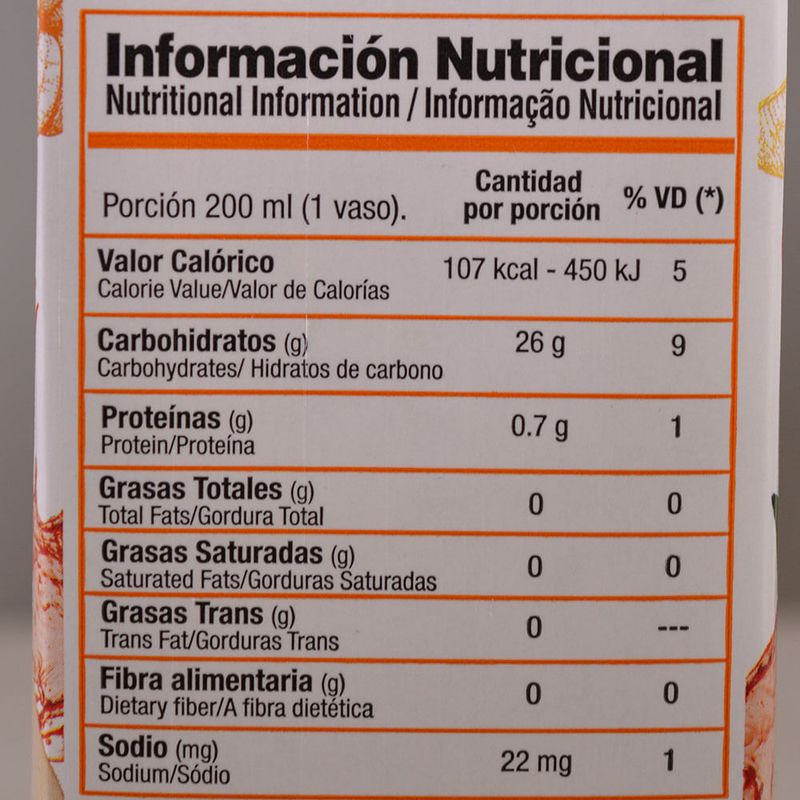 Información Nutricional
Nutritional Information / Informação Nutricional
Porción 200 ml (1 vaso).
Cantidad
por porción
% VD (*)
Valor Calórico
107 kcal - 450 kJ 5
Calorie Value/Valor de Calorías
Carbohidratos (g)
26 g 9
Carbohydrates/ Hidratos de carbono
Proteínas (g)
0.7 g 1
Protein/Proteína
Grasas Totales (g)
0 0
Total Fats/Gordura Total
Grasas Saturadas (g)
0 0
Saturated Fats/Gorduras Saturadas
Grasas Trans (g)
0 ---
Trans Fat/Gorduras Trans
Fibra alimentaria (g)
0 0
Dietary fiber/A fibra dietética
Sodio (mg)
22 mg 1
Sodium/Sódio